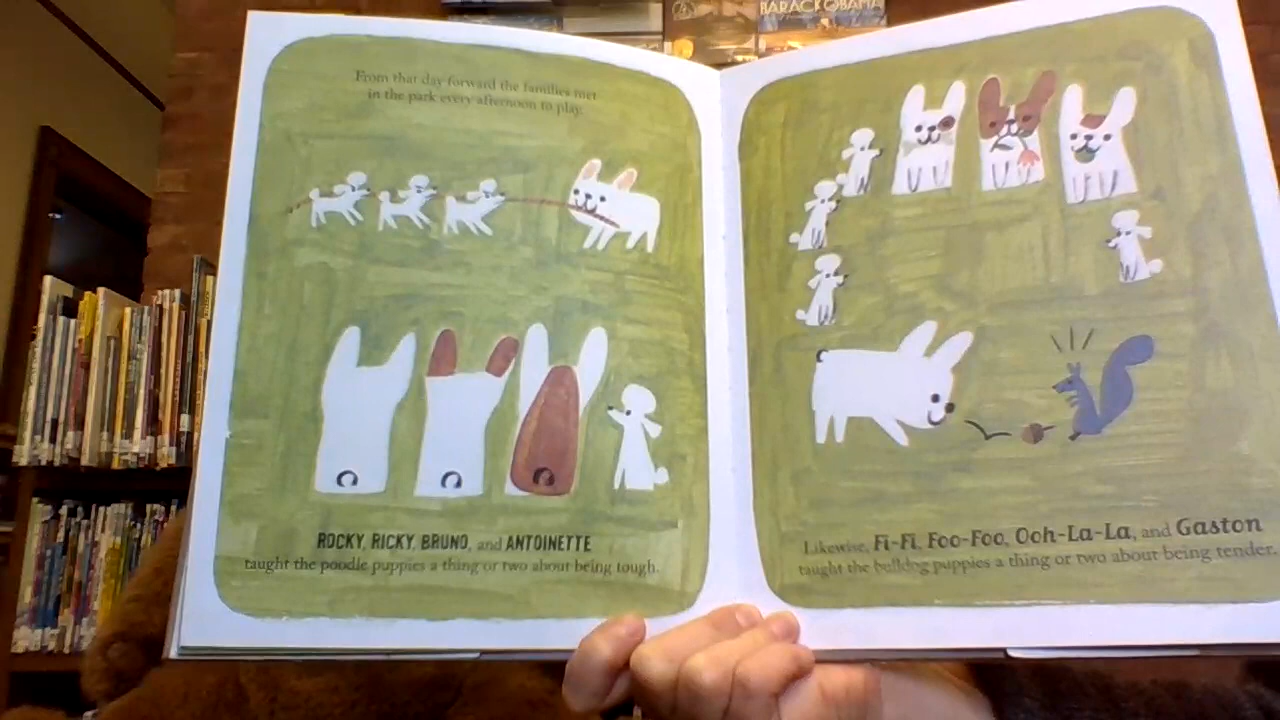 BARACK OBAMA
From that day forward the families met
in the park every afternoon to play.
ROCKY, RICKY, BRUNO, and ANTOINETTE
taught the poodle puppies a thing or two about being tough.
Likewise, Fi-Fi, Foo-Foo, Ooh-La-La, and Gaston
taught the bulldog puppies a thing or two about being tender.